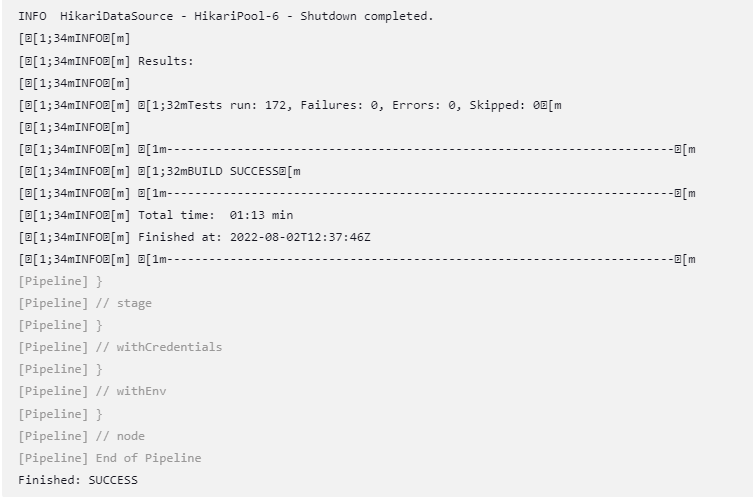 INFO  HikariDataSource - HikariPool-6 - Shutdown completed.
[␛[1;34mINFO␛[m]
[␛[1;34mINFO␛[m] Results:
[␛[1;34mINFO␛[m]
[␛[1;34mINFO␛[m] ␛[1;32mTests run: 172, Failures: 0, Errors: 0, Skipped: 0␛[m
[␛[1;34mINFO␛[m]
[␛[1;34mINFO␛[m] ␛[1m------------------------------------------------------------------------␛[m
[␛[1;34mINFO␛[m] ␛[1;32mBUILD SUCCESS␛[m
[␛[1;34mINFO␛[m] ␛[1m------------------------------------------------------------------------␛[m
[␛[1;34mINFO␛[m] Total time:  01:13 min
[␛[1;34mINFO␛[m] Finished at: 2022-08-02T12:37:46Z
[␛[1;34mINFO␛[m] ␛[1m------------------------------------------------------------------------␛[m
[Pipeline] }
[Pipeline] // stage
[Pipeline] }
[Pipeline] // withCredentials
[Pipeline] }
[Pipeline] // withEnv
[Pipeline] }
[Pipeline] // node
[Pipeline] End of Pipeline
Finished: SUCCESS